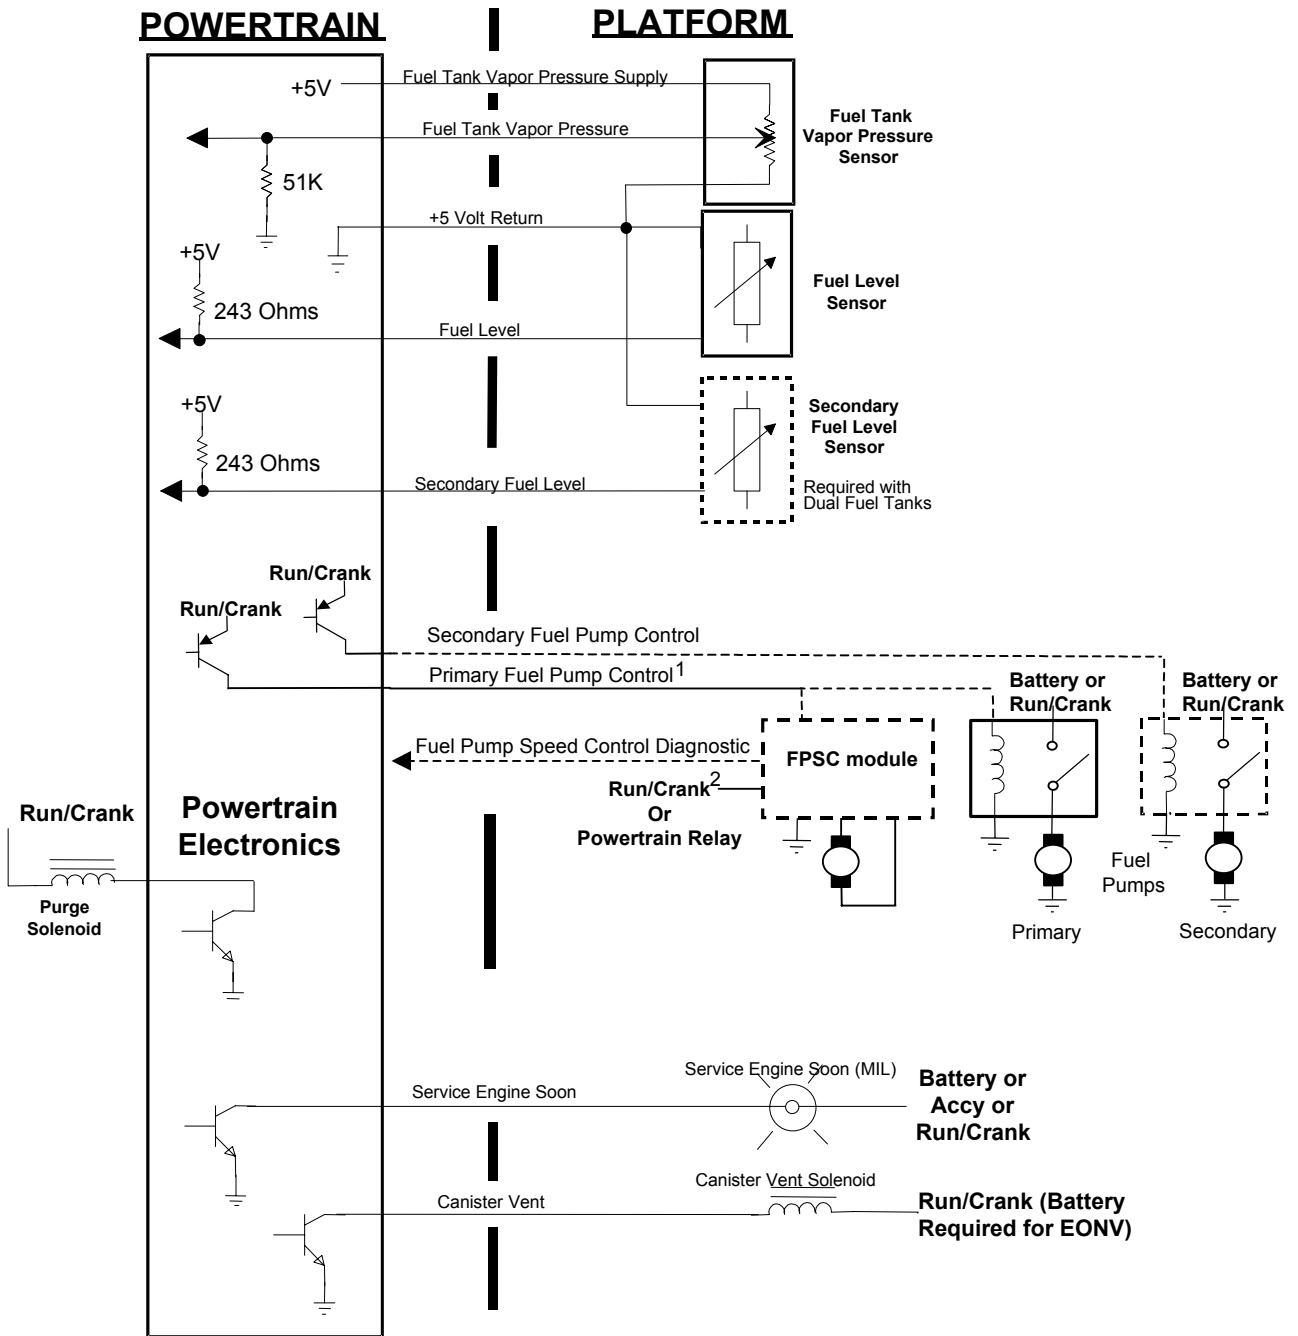 POWERTRAIN
PLATFORM
+5V
Fuel Tank Vapor Pressure Supply
Fuel Tank Vapor Pressure
51K
Fuel Tank
Vapor Pressure
Sensor
+5 Volt Return
+5V
243 Ohms
Fuel Level
Fuel Level
Sensor
+5V
243 Ohms
Secondary Fuel Level
Secondary
Fuel Level
Sensor
Required with
Dual Fuel Tanks
Run/Crank
Run/Crank
Secondary Fuel Pump Control
Primary Fuel Pump Control1
Fuel Pump Speed Control Diagnostic
FPSC module
Run/Crank2
Or
Powertrain Relay
Battery or
Run/Crank
Battery or
Run/Crank
Fuel
Pumps
Primary
Secondary
Run/Crank
Purge
Solenoid
Powertrain
Electronics
Service Engine Soon
Service Engine Soon (MIL)
Battery or
Accy or
Run/Crank
Canister Vent
Canister Vent Solenoid
Run/Crank (Battery
Required for EONV)